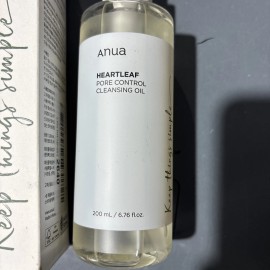 Anua
HEARTLEAF
PORE CONTROL
CLEANSING OIL
200 mL / 6.76 fl.oz.
Keep things simple
Keep things simple